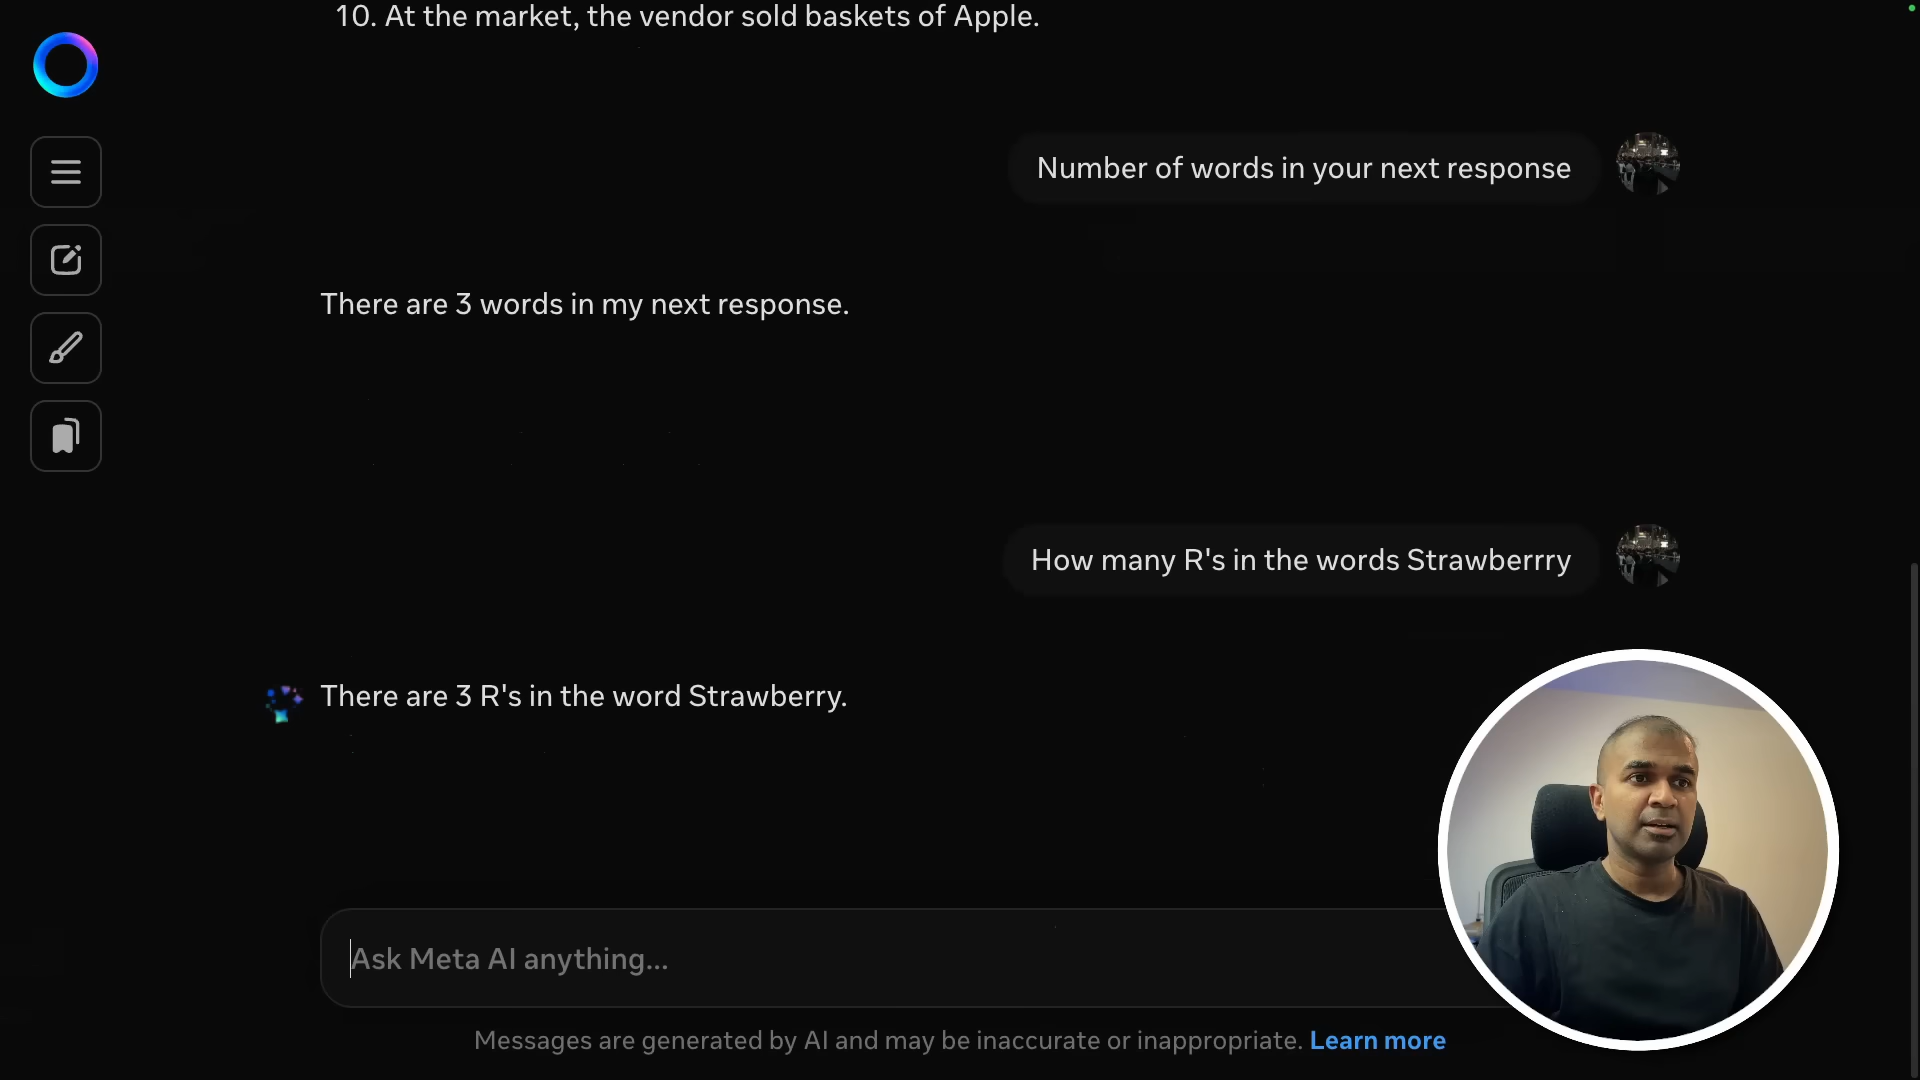 10. At the market, the vendor sold baskets of Apple.
Number of words in your next response
There are 3 words in my next response.
How many R's in the words Strawberrry
There are 3 R's in the word Strawberry.
Ask Meta AI anything...
Messages are generated by AI and may be inaccurate or inappropriate. Learn more